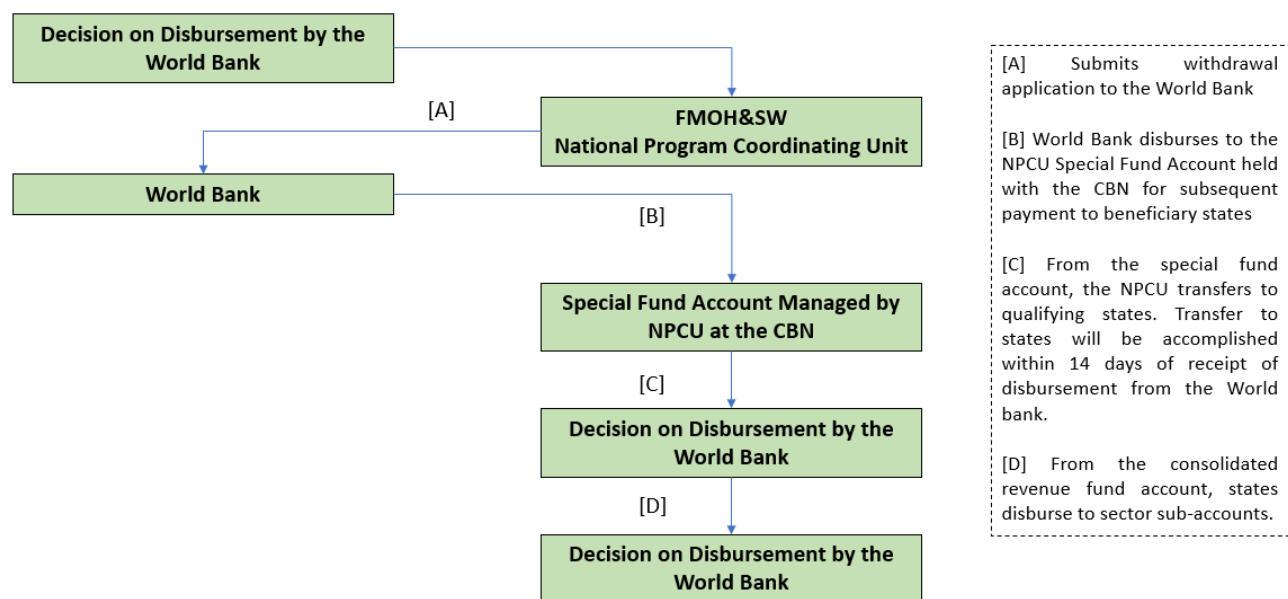 Decision on Disbursement by the
World Bank
[A]
FMOH&SW
National Program Coordinating Unit
World Bank
[B]
Special Fund Account Managed by
NPCU at the CBN
[C]
Decision on Disbursement by the
World Bank
[D]
Decision on Disbursement by the
World Bank
[A] Submits withdrawal
application to the World Bank
[B] World Bank disburses to the
NPCU Special Fund Account held
with the CBN for subsequent
payment to beneficiary states
[C] From the special fund
account, the NPCU transfers to
qualifying states. Transfer to
states will be accomplished
within 14 days of receipt of
disbursement from the World
bank.
[D] From the consolidated
revenue fund account, states
disburse to sector sub-accounts.